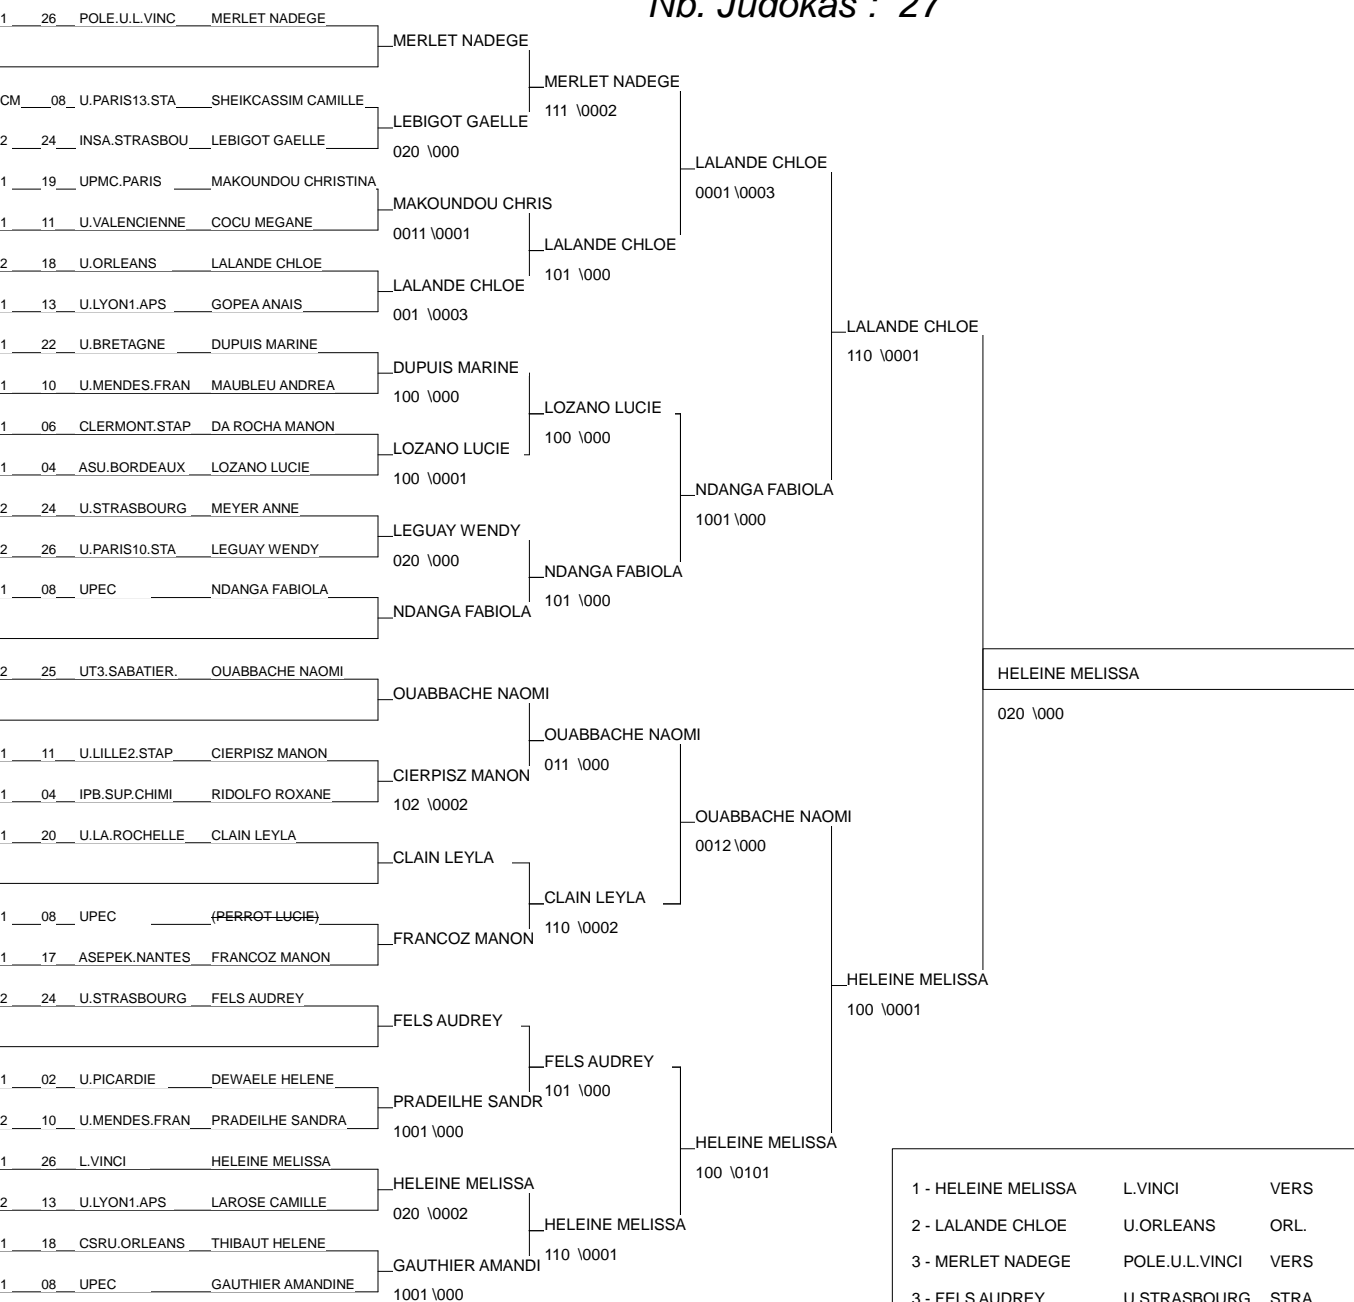 Nb. Judokas : 27
1 26 POLE.U.L.VINC MERLET NADEGE
MERLET NADEGE
MERLET NADEGE
111 \0002
CM 08 U.PARIS13.STA SHEIKCASSIM CAMILLE
LEBIGOT GAELLE
2 24 INSA.STRASBOU LEBIGOT GAELLE
020 \000
LALANDE CHLOE
0001 \0003
1 19 UPMC.PARIS MAKOUNDOU CHRISTINA
MAKOUNDOU CHRIS
1 11 U.VALENCIENNE COCU MEGANE
0011 \0001
LALANDE CHLOE
101 \000
2 18 U.ORLEANS LALANDE CHLOE
LALANDE CHLOE
1 13 U.LYON1.APS GOPEA ANAIS
001 \0003
LALANDE CHLOE
110 \0001
1 22 U.BRETAGNE DUPUIS MARINE
DUPUIS MARINE
1 10 U.MENDES.FRAN MAUBLEU ANDREA
100 \000
LOZANO LUCIE
100 \000
1 06 CLERMONT.STAP DA ROCHA MANON
LOZANO LUCIE
1 04 ASU.BORDEAUX LOZANO LUCIE
100 \0001
NDANGA FABIOLA
1001 \000
2 24 U.STRASBOURG MEYER ANNE
LEGUAY WENDY
2 26 U.PARIS10.STA LEGUAY WENDY
020 \000
NDANGA FABIOLA
101 \000
1 08 UPEC NDANGA FABIOLA
NDANGA FABIOLA
HELEINE MELISSA
020 \000
2 25 UT3.SABATIER. OUABBACHE NAOMI
OUABBACHE NAOMI
OUABBACHE NAOMI
011 \000
1 11 U.LILLE2.STAP CIERPISZ MANON
CIERPISZ MANON
1 04 IPB.SUP.CHIMI RIDOLFO ROXANE
102 \0002
OUABBACHE NAOMI
0012 \000
1 20 U.LA.ROCHELLE CLAIN LEYLA
CLAIN LEYLA
CLAIN LEYLA
110 \0002
1 08 UPEC (PERROT LUCIE)
FRANCOZ MANON
1 17 ASEPEK.NANTES FRANCOZ MANON
HELEINE MELISSA
100 \0001
2 24 U.STRASBOURG FELS AUDREY
FELS AUDREY
FELS AUDREY
101 \000
1 02 U.PICARDIE DEWAELE HELENE
PRADEILHE SANDR
2 10 U.MENDES.FRAN PRADEILHE SANDRA
1001 \000
HELEINE MELISSA
100 \0101
1 26 L.VINCI HELEINE MELISSA
HELEINE MELISSA
2 13 U.LYON1.APS LAROSE CAMILLE
020 \0002
HELEINE MELISSA
110 \0001
1 18 CSRU.ORLEANS THIBAUT HELENE
GAUTHIER AMANDI
1 08 UPEC GAUTHIER AMANDINE
1001 \000
1 - HELEINE MELISSA L.VINCI VERS
2 - LALANDE CHLOE U.ORLEANS ORL.
3 - MERLET NADEGE POLE.U.L.VINCI VERS
3 - FELS AUDREY U.STRASBOURG STRA